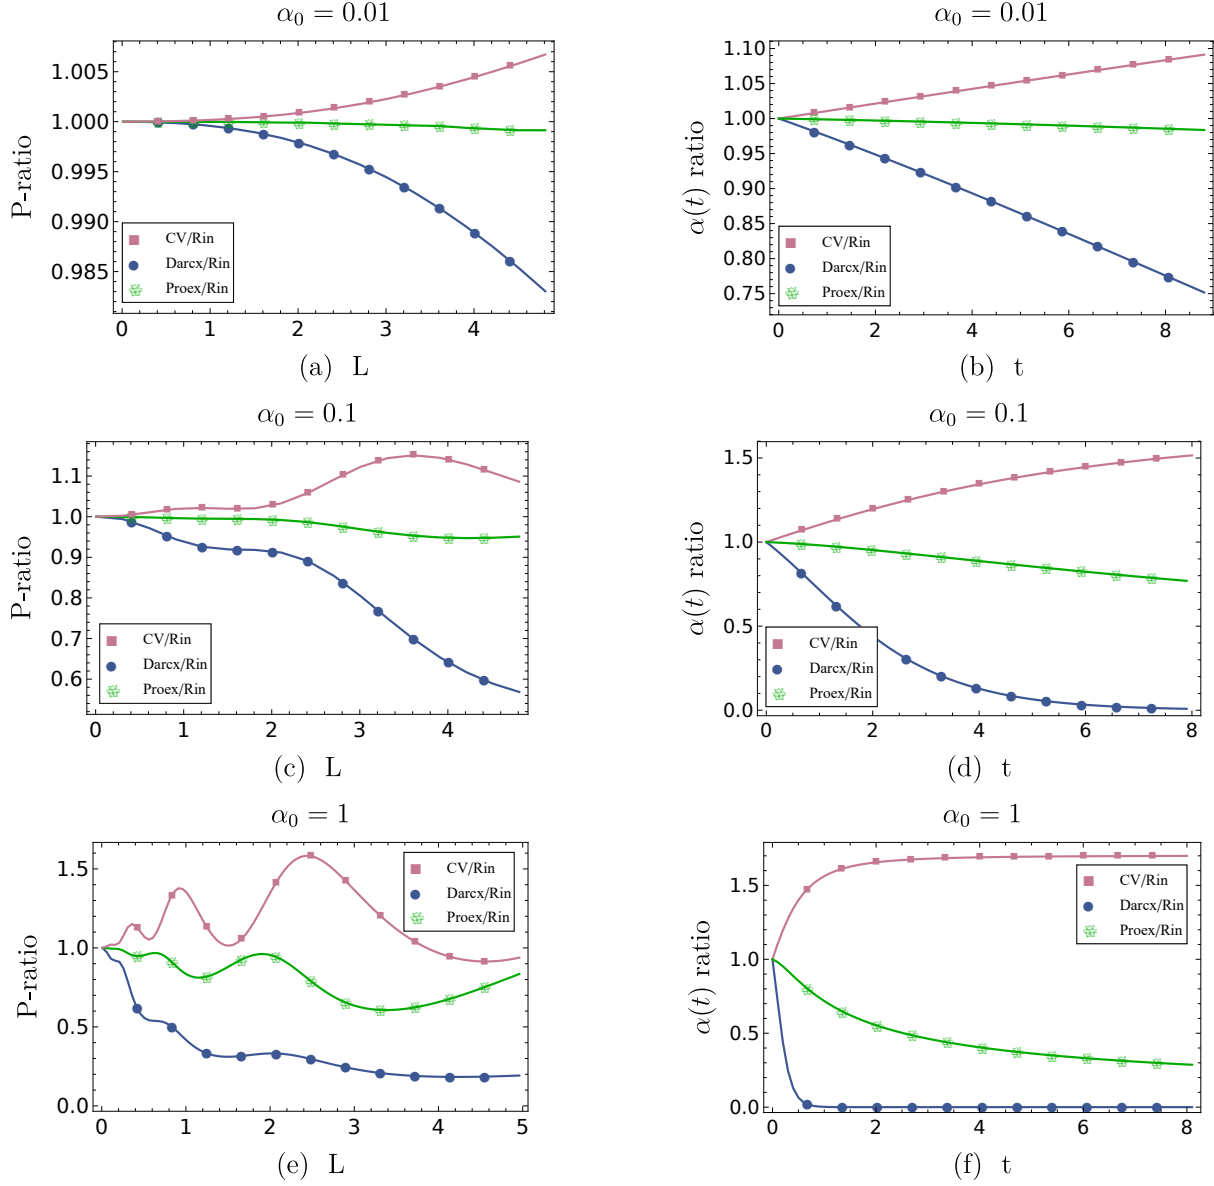 α₀ = 0.01
P-ratio
1.005
1.000
0.995
0.990
0.985
CV/Rin
Darcx/Rin
Proex/Rin
0 1 2 3 4
(a) L
α₀ = 0.01
α(t) ratio
1.10
1.05
1.00
0.95
0.90
0.85
0.80
0.75
CV/Rin
Darcx/Rin
Proex/Rin
0 2 4 6 8
(b) t
α₀ = 0.1
P-ratio
1.1
1.0
0.9
0.8
0.7
0.6
CV/Rin
Darcx/Rin
Proex/Rin
0 1 2 3 4
(c) L
α₀ = 0.1
α(t) ratio
1.5
1.0
0.5
0.0
CV/Rin
Darcx/Rin
Proex/Rin
0 2 4 6 8
(d) t
α₀ = 1
P-ratio
1.5
1.0
0.5
0.0
CV/Rin
Darcx/Rin
Proex/Rin
0 1 2 3 4 5
(e) L
α₀ = 1
α(t) ratio
1.5
1.0
0.5
0.0
CV/Rin
Darcx/Rin
Proex/Rin
0 2 4 6 8
(f) t